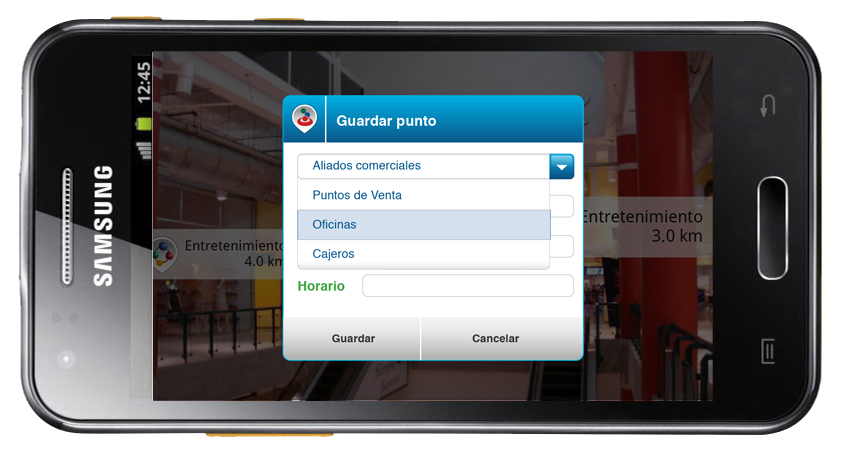 12:45
SAMSUNG
Guardar punto
Aliados comerciales
Puntos de Venta
Oficinas
Cajeros
Horario
Guardar
Cancelar
Entretenimiento
4.0 km
Entretenimiento
3.0 km